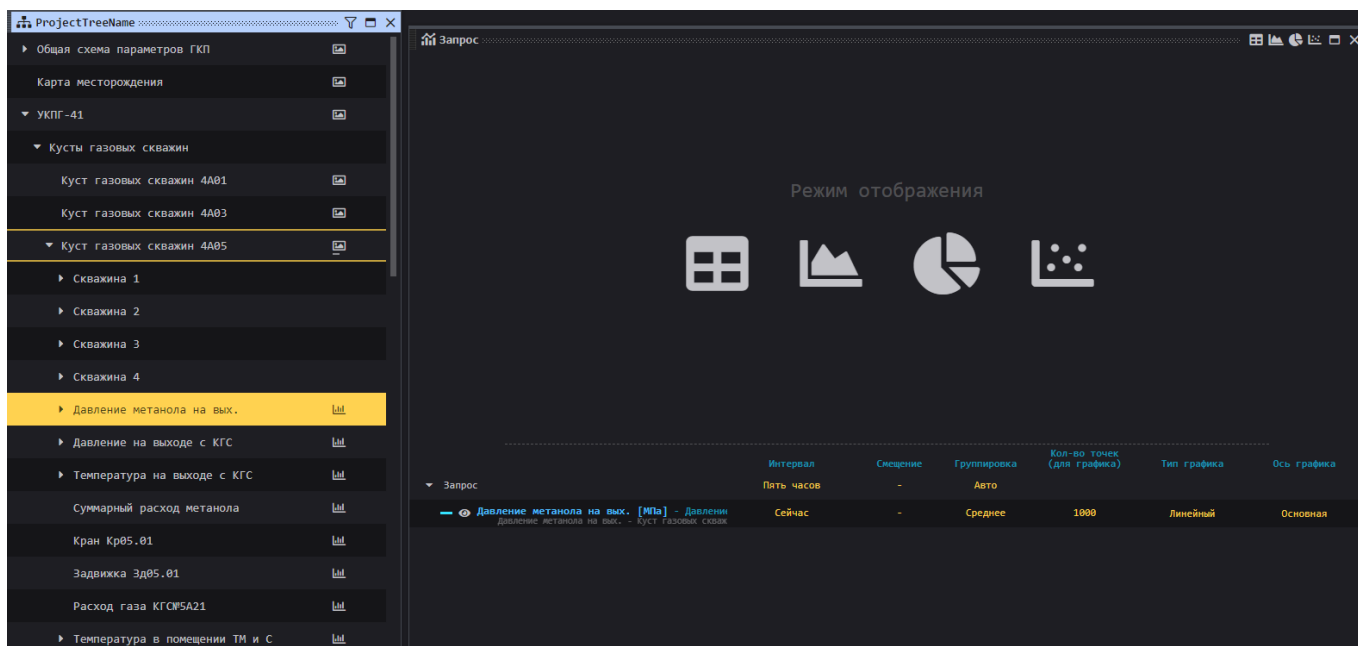 ProjectTreeName
Общая схема параметров ГКП
Карта месторождения
УКПГ-41
Кусты газовых скважин
Куст газовых скважин 4А01
Куст газовых скважин 4А03
Куст газовых скважин 4А05
Скважина 1
Скважина 2
Скважина 3
Скважина 4
Давление метанола на вых.
Давление на выходе с КГС
Температура на выходе с КГС
Суммарный расход метанола
Кран Кр05.01
Задвижка Зд05.01
Расход газа КГС№5А21
Температура в помещении ТМ и С
Запрос
Режим отображения
Интервал Смещение Группировка Кол-во точек (для графика) Тип графика Ось графика
Запрос Пять часов - Авто
Давление метанола на вых. [МПа] - Давлени Сейчас - Среднее 1000 Линейный Основная
Давление метанола на вых. - Куст газовых скваж